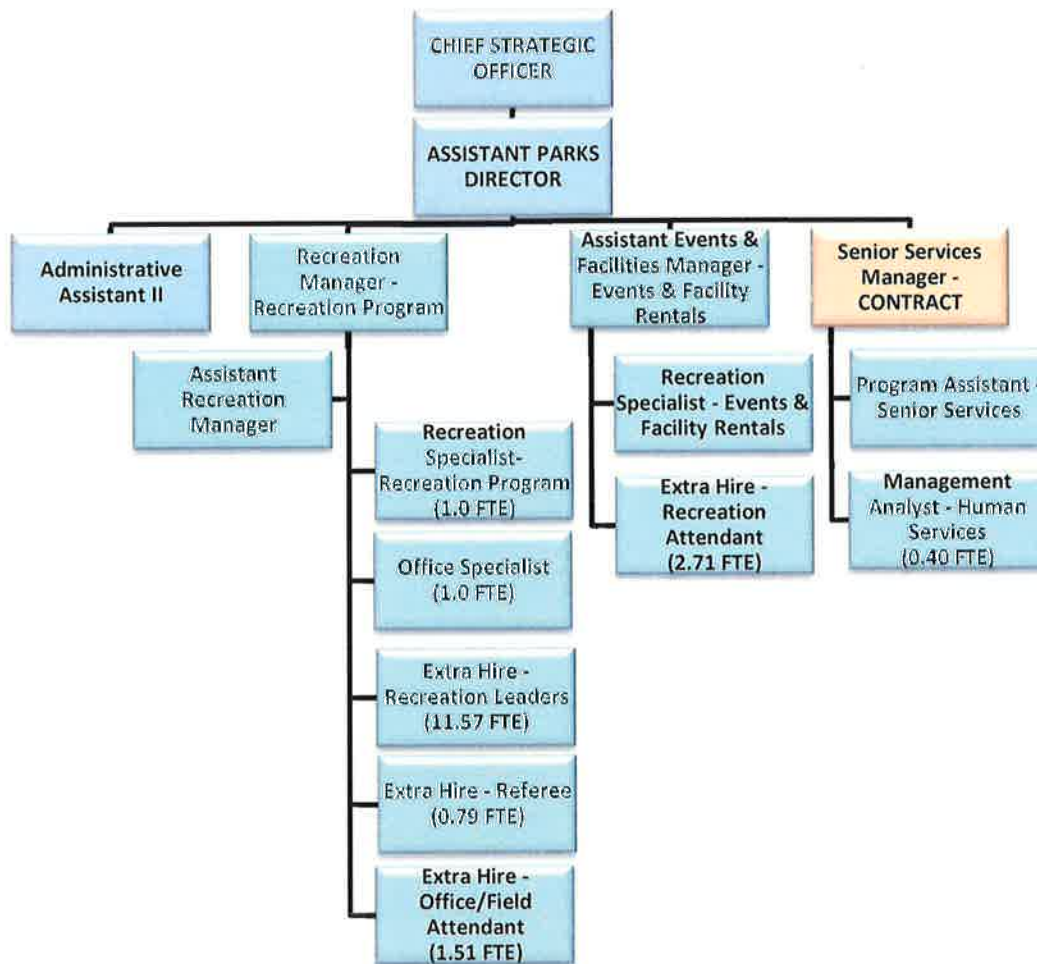 CHIEF STRATEGIC
OFFICER
ASSISTANT PARKS
DIRECTOR
Administrative
Assistant II
Recreation
Manager -
Recreation Program
Assistant Events &
Facilities Manager -
Events & Facility
Rentals
Senior Services
Manager -
CONTRACT
Assistant
Recreation
Manager
Recreation
Specialist-
Recreation Program
(1.0 FTE)
Office Specialist
(1.0 FTE)
Extra Hire -
Recreation Leaders
(11.57 FTE)
Extra Hire - Referee
(0.79 FTE)
Extra Hire -
Office/Field
Attendant
(1.51 FTE)
Recreation
Specialist - Events &
Facility Rentals
Extra Hire -
Recreation
Attendant
(2.71 FTE)
Program Assistant -
Senior Services
Management
Analyst - Human
Services
(0.40 FTE)